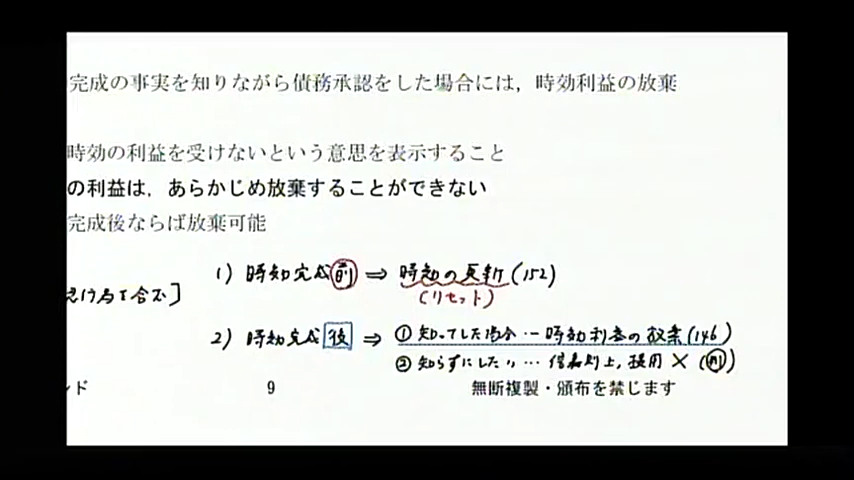 完成の事実を知りながら債務承認をした場合には，時効利益の放棄
時効の利益を受けないという意思を表示すること
の利益は，あらかじめ放棄することができない
完成後ならば放棄可能
1) 時効完成前 ⇒ 時効の更新(152)
(リセット)
2) 時効完成後 ⇒ ① 知ってした場合…時効利益の放棄(146)
② 知らずにした 〃 … 信義則上, 援用 × (判)
ド
9
無断複製・頒布を禁じます